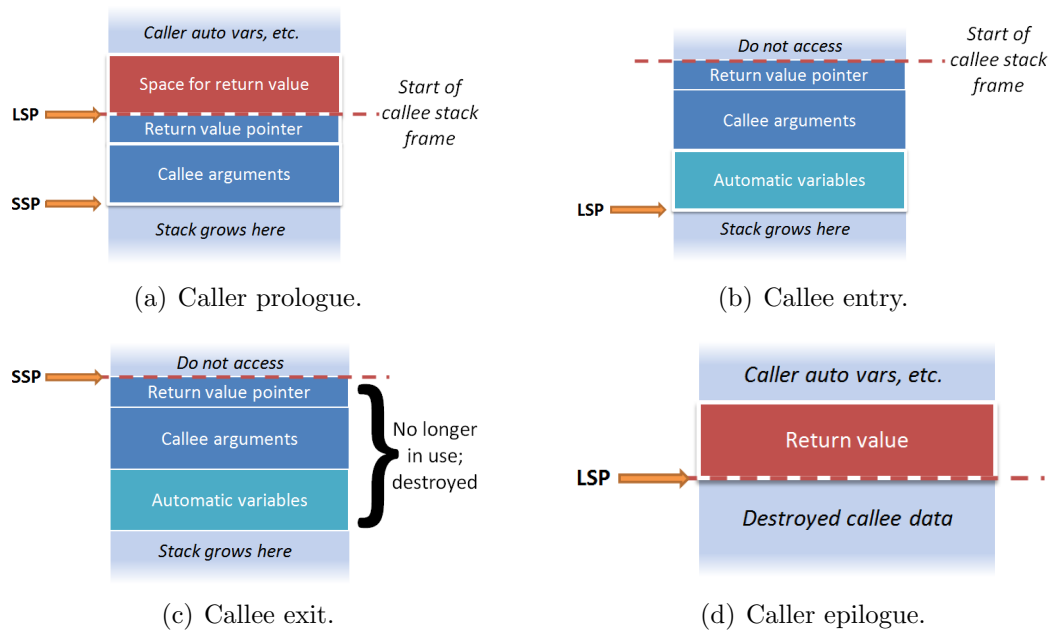 Caller auto vars, etc.
Space for return value
LSP
Start of
callee stack
frame
Return value pointer
Callee arguments
SSP
Stack grows here
(a) Caller prologue.
Do not access
Start of
callee stack
frame
Return value pointer
Callee arguments
Automatic variables
LSP
Stack grows here
(b) Callee entry.
SSP
Do not access
Return value pointer
Callee arguments
No longer
in use;
destroyed
Automatic variables
Stack grows here
(c) Callee exit.
Caller auto vars, etc.
Return value
LSP
Destroyed callee data
(d) Caller epilogue.